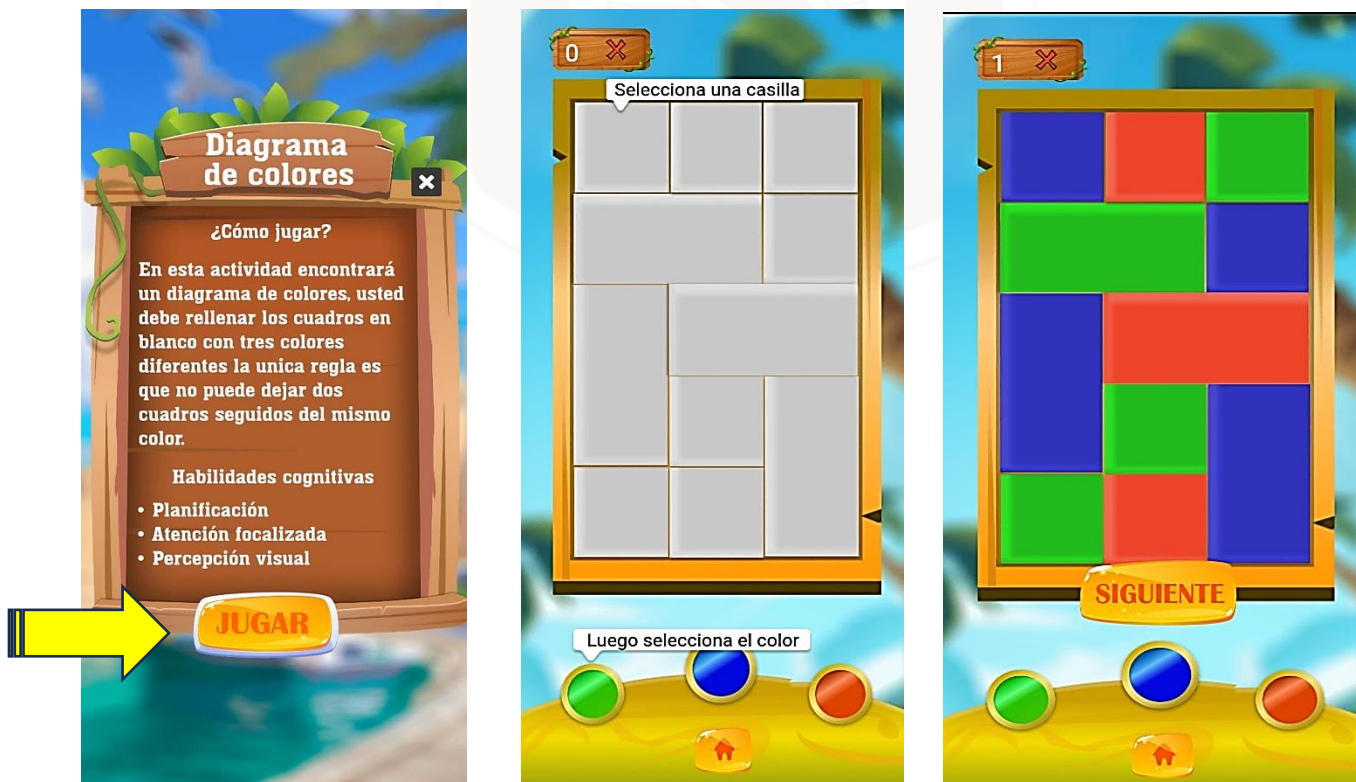 Diagrama
de colores
¿Cómo jugar?
En esta actividad encontrará
un diagrama de colores, usted
debe rellenar los cuadros en
blanco con tres colores
diferentes la unica regla es
que no puede dejar dos
cuadros seguidos del mismo
color.
Habilidades cognitivas
• Planificación
• Atención focalizada
• Percepción visual
JUGAR
0
Selecciona una casilla
Luego selecciona el color
1
SIGUIENTE